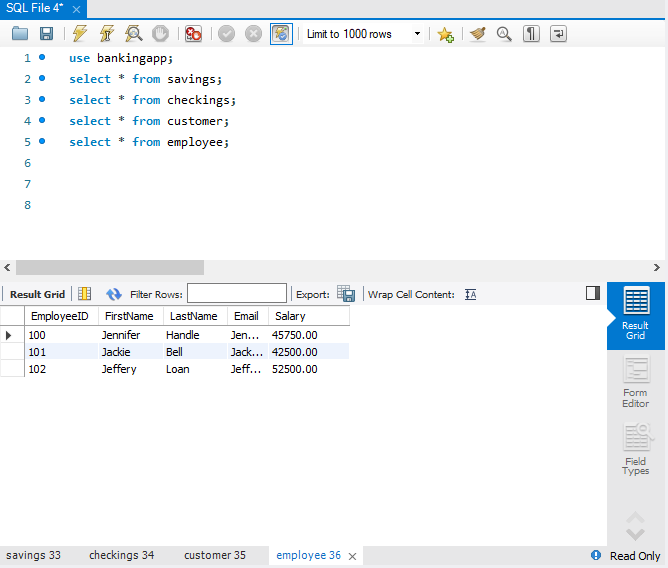 SQL File 4*
Limit to 1000 rows
1 use bankingapp;
2 select * from savings;
3 select * from checkings;
4 select * from customer;
5 select * from employee;
6
7
8
Result Grid Filter Rows: Export: Wrap Cell Content:
EmployeeID FirstName LastName Email Salary
100 Jennifer Handle Jen... 45750.00
101 Jackie Bell Jack... 42500.00
102 Jeffery Loan Jeff... 52500.00
Result
Grid
Form
Editor
Field
Types
savings 33 checkings 34 customer 35 employee 36 Read Only